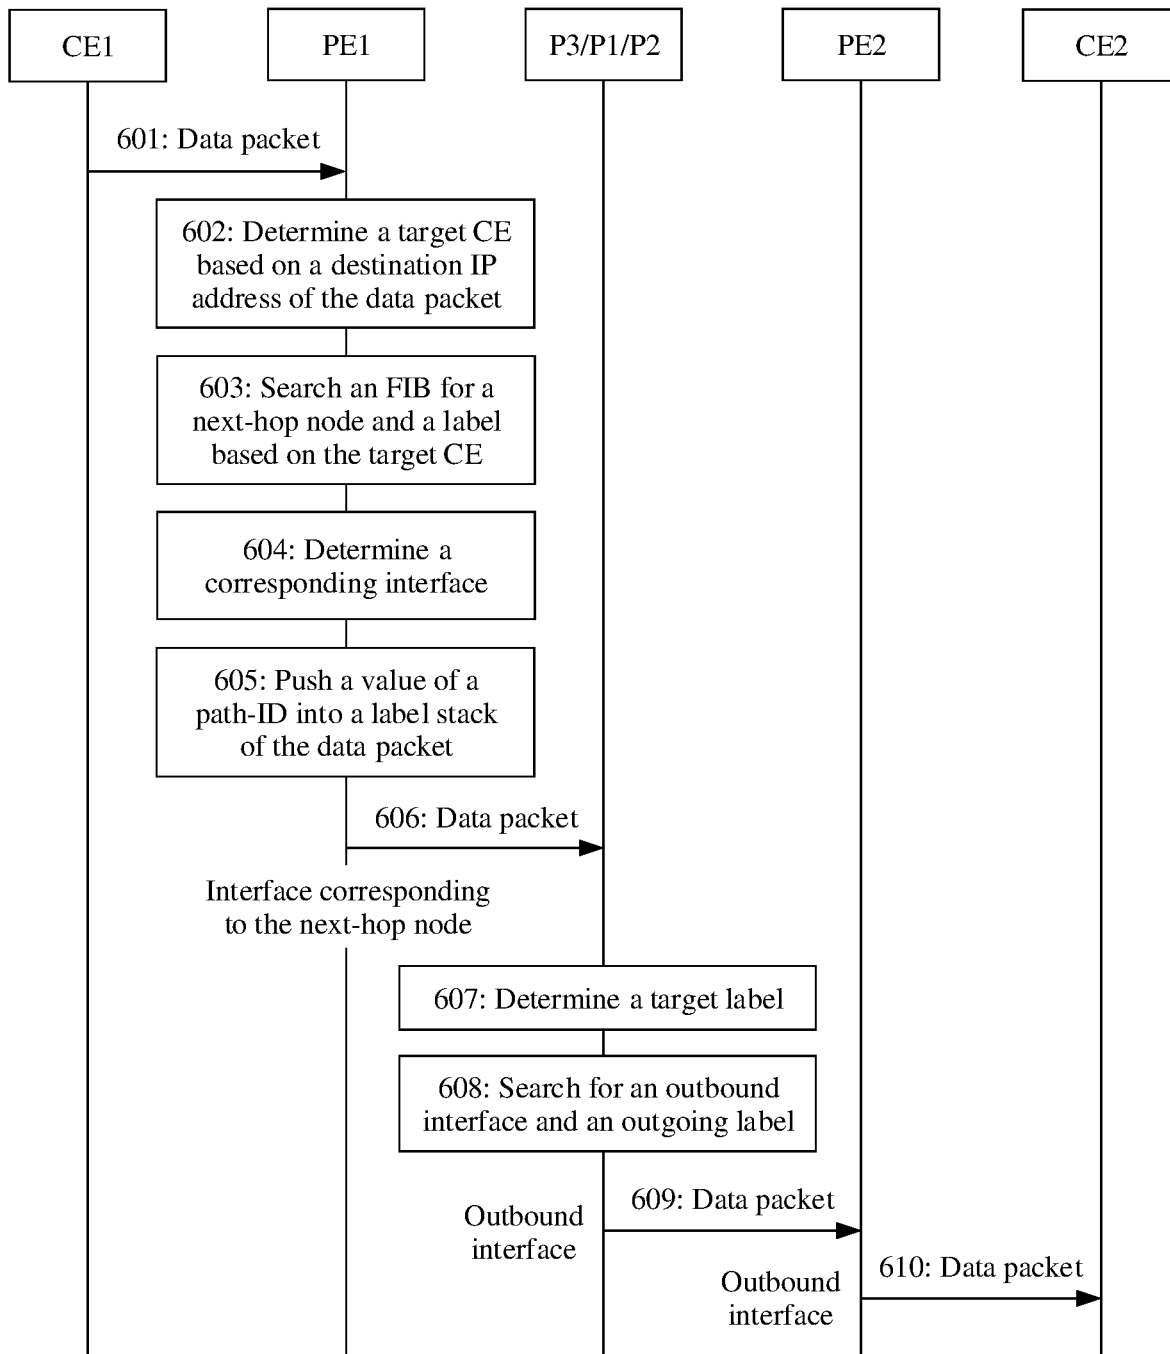 CE1
PE1
P3/P1/P2
PE2
CE2
601: Data packet
602: Determine a target CE
based on a destination IP
address of the data packet
603: Search an FIB for a
next-hop node and a label
based on the target CE
604: Determine a
corresponding interface
605: Push a value of a
path-ID into a label stack
of the data packet
606: Data packet
Interface corresponding
to the next-hop node
607: Determine a target label
608: Search for an outbound
interface and an outgoing label
609: Data packet
Outbound
interface
610: Data packet
Outbound
interface